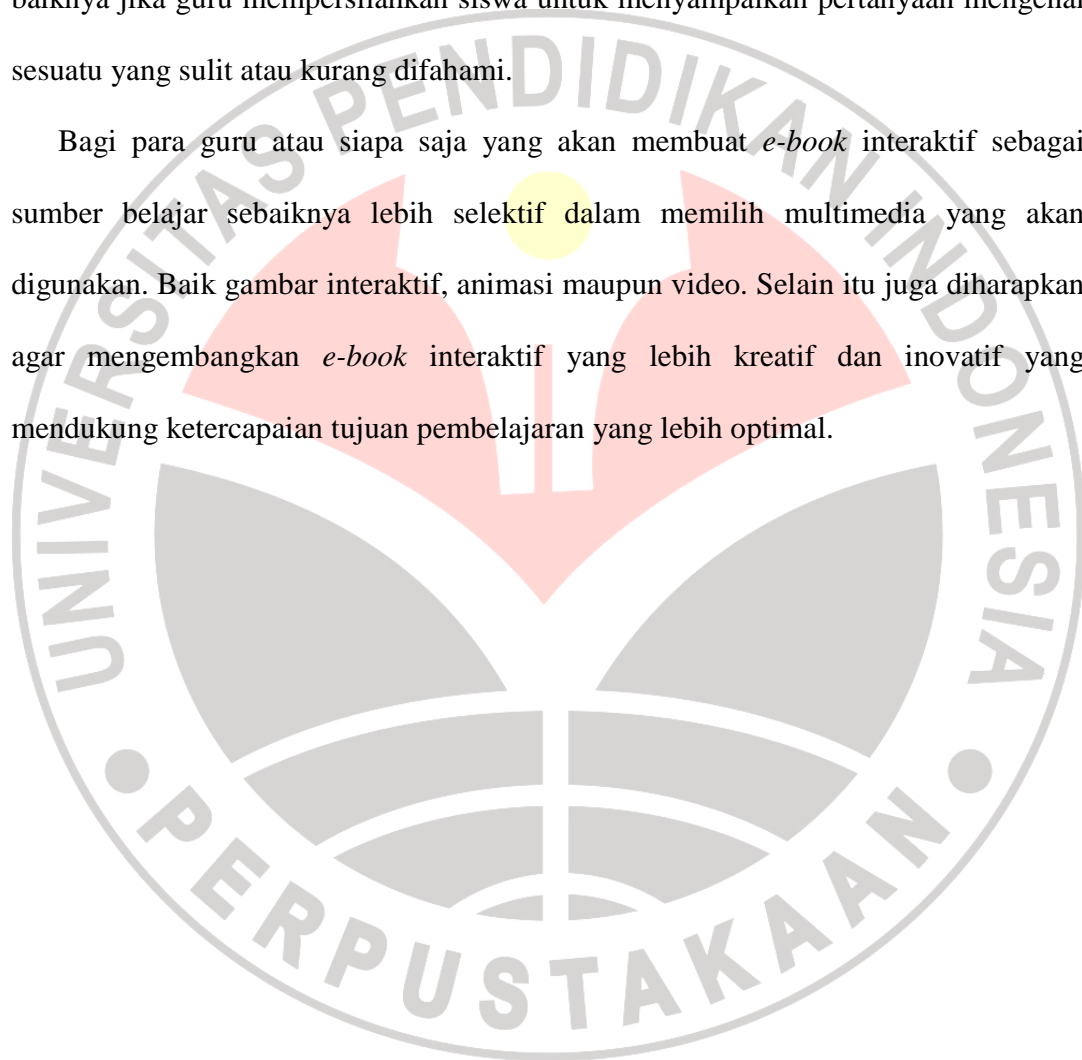 baiknya jika guru mempersilahkan siswa untuk menyampaikan pertanyaan mengenai
sesuatu yang sulit atau kurang difahami.
Bagi para guru atau siapa saja yang akan membuat e-book interaktif sebagai
sumber belajar sebaiknya lebih selektif dalam memilih multimedia yang akan
digunakan. Baik gambar interaktif, animasi maupun video. Selain itu juga diharapkan
agar mengembangkan e-book interaktif yang lebih kreatif dan inovatif yang
mendukung ketercapaian tujuan pembelajaran yang lebih optimal.
UNIVERSITAS PENDIDIKAN INDONESIA
PERPUSTAKAAN